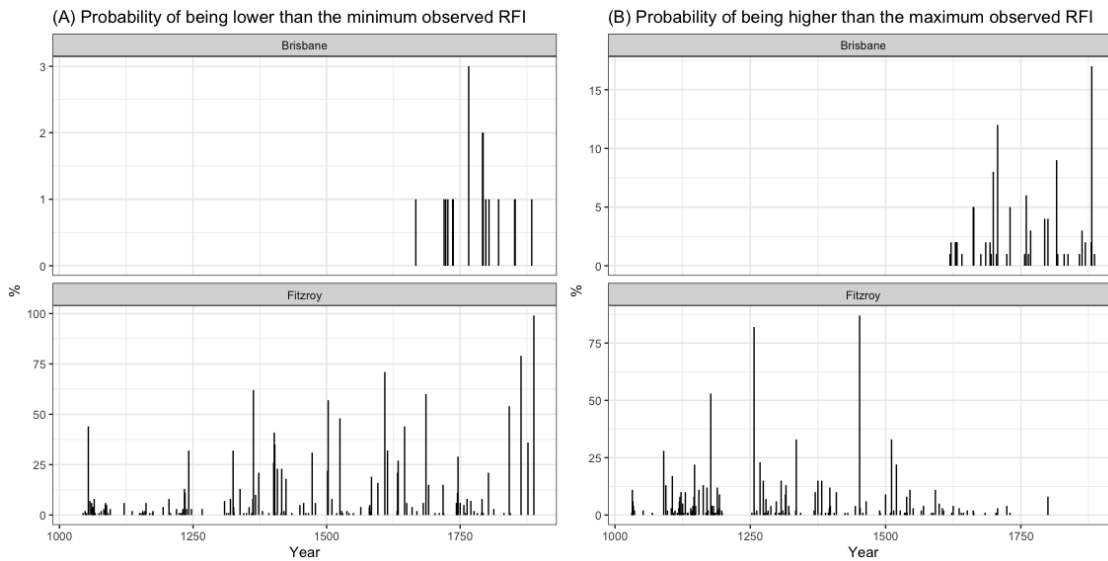 (A) Probability of being lower than the minimum observed RFI
Brisbane
3
2
1
0
Fitzroy
100
75
50
25
0
%
1000 1250 1500 1750
Year
(B) Probability of being higher than the maximum observed RFI
Brisbane
15
10
5
0
Fitzroy
75
50
25
0
%
1000 1250 1500 1750
Year